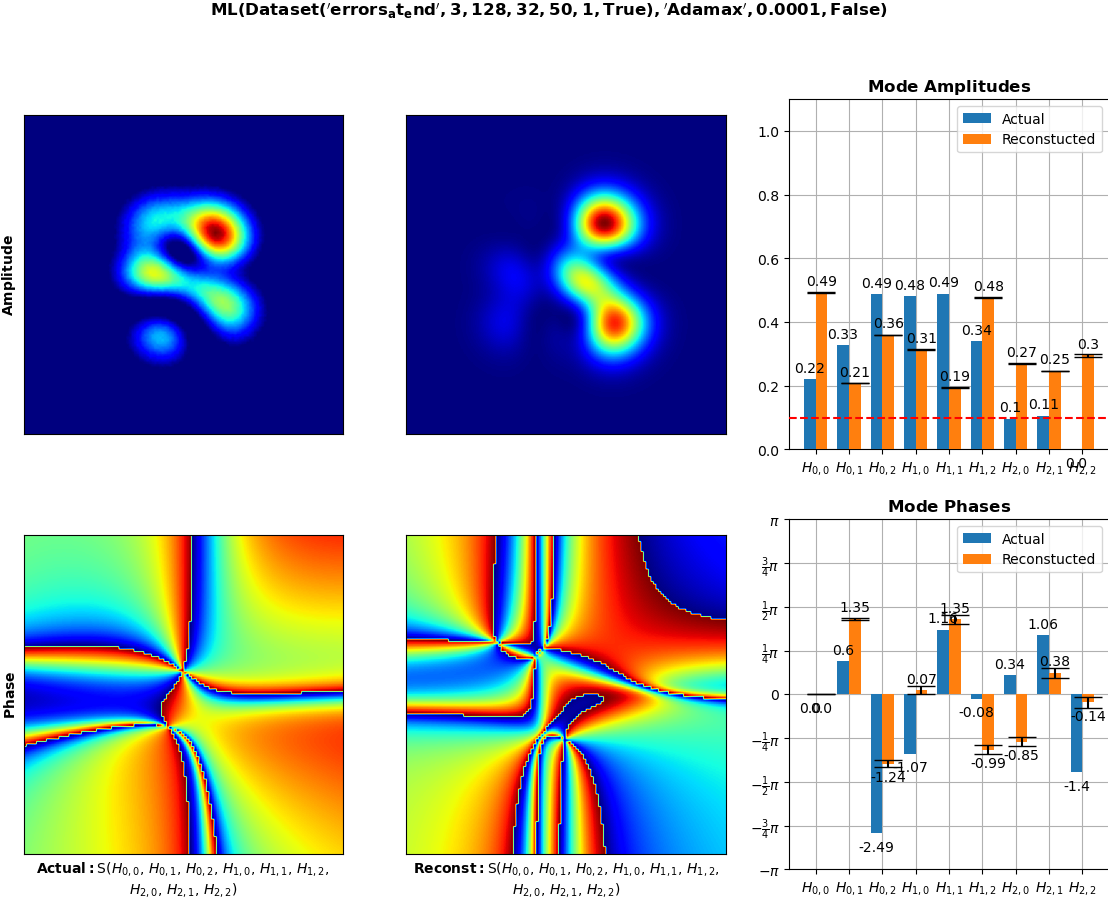 ML(Dataset('errors_at_end', 3, 128, 32, 50, 1, True), 'Adamax', 0.0001, False)
Amplitude
Mode Amplitudes
Actual
Reconstucted
1.0
0.8
0.6
0.4
0.2
0.0
0.22 0.49 0.33 0.21 0.49 0.36 0.48 0.31 0.49 0.19 0.34 0.48 0.1 0.27 0.11 0.25 0.0 0.3
H0,0 H0,1 H0,2 H1,0 H1,1 H1,2 H2,0 H2,1 H2,2
Phase
Mode Phases
Actual
Reconstucted
π
3/4π
1/2π
1/4π
0
−1/4π
−1/2π
−3/4π
−π
0.0 0.6 1.35 -2.49 -1.24 0.07 1.35 -0.08 -0.99 0.34 -0.85 1.06 0.38 -1.4 -0.14
H0,0 H0,1 H0,2 H1,0 H1,1 H1,2 H2,0 H2,1 H2,2
Actual: S(H0,0, H0,1, H0,2, H1,0, H1,1, H1,2,
H2,0, H2,1, H2,2)
Reconst: S(H0,0, H0,1, H0,2, H1,0, H1,1, H1,2,
H2,0, H2,1, H2,2)